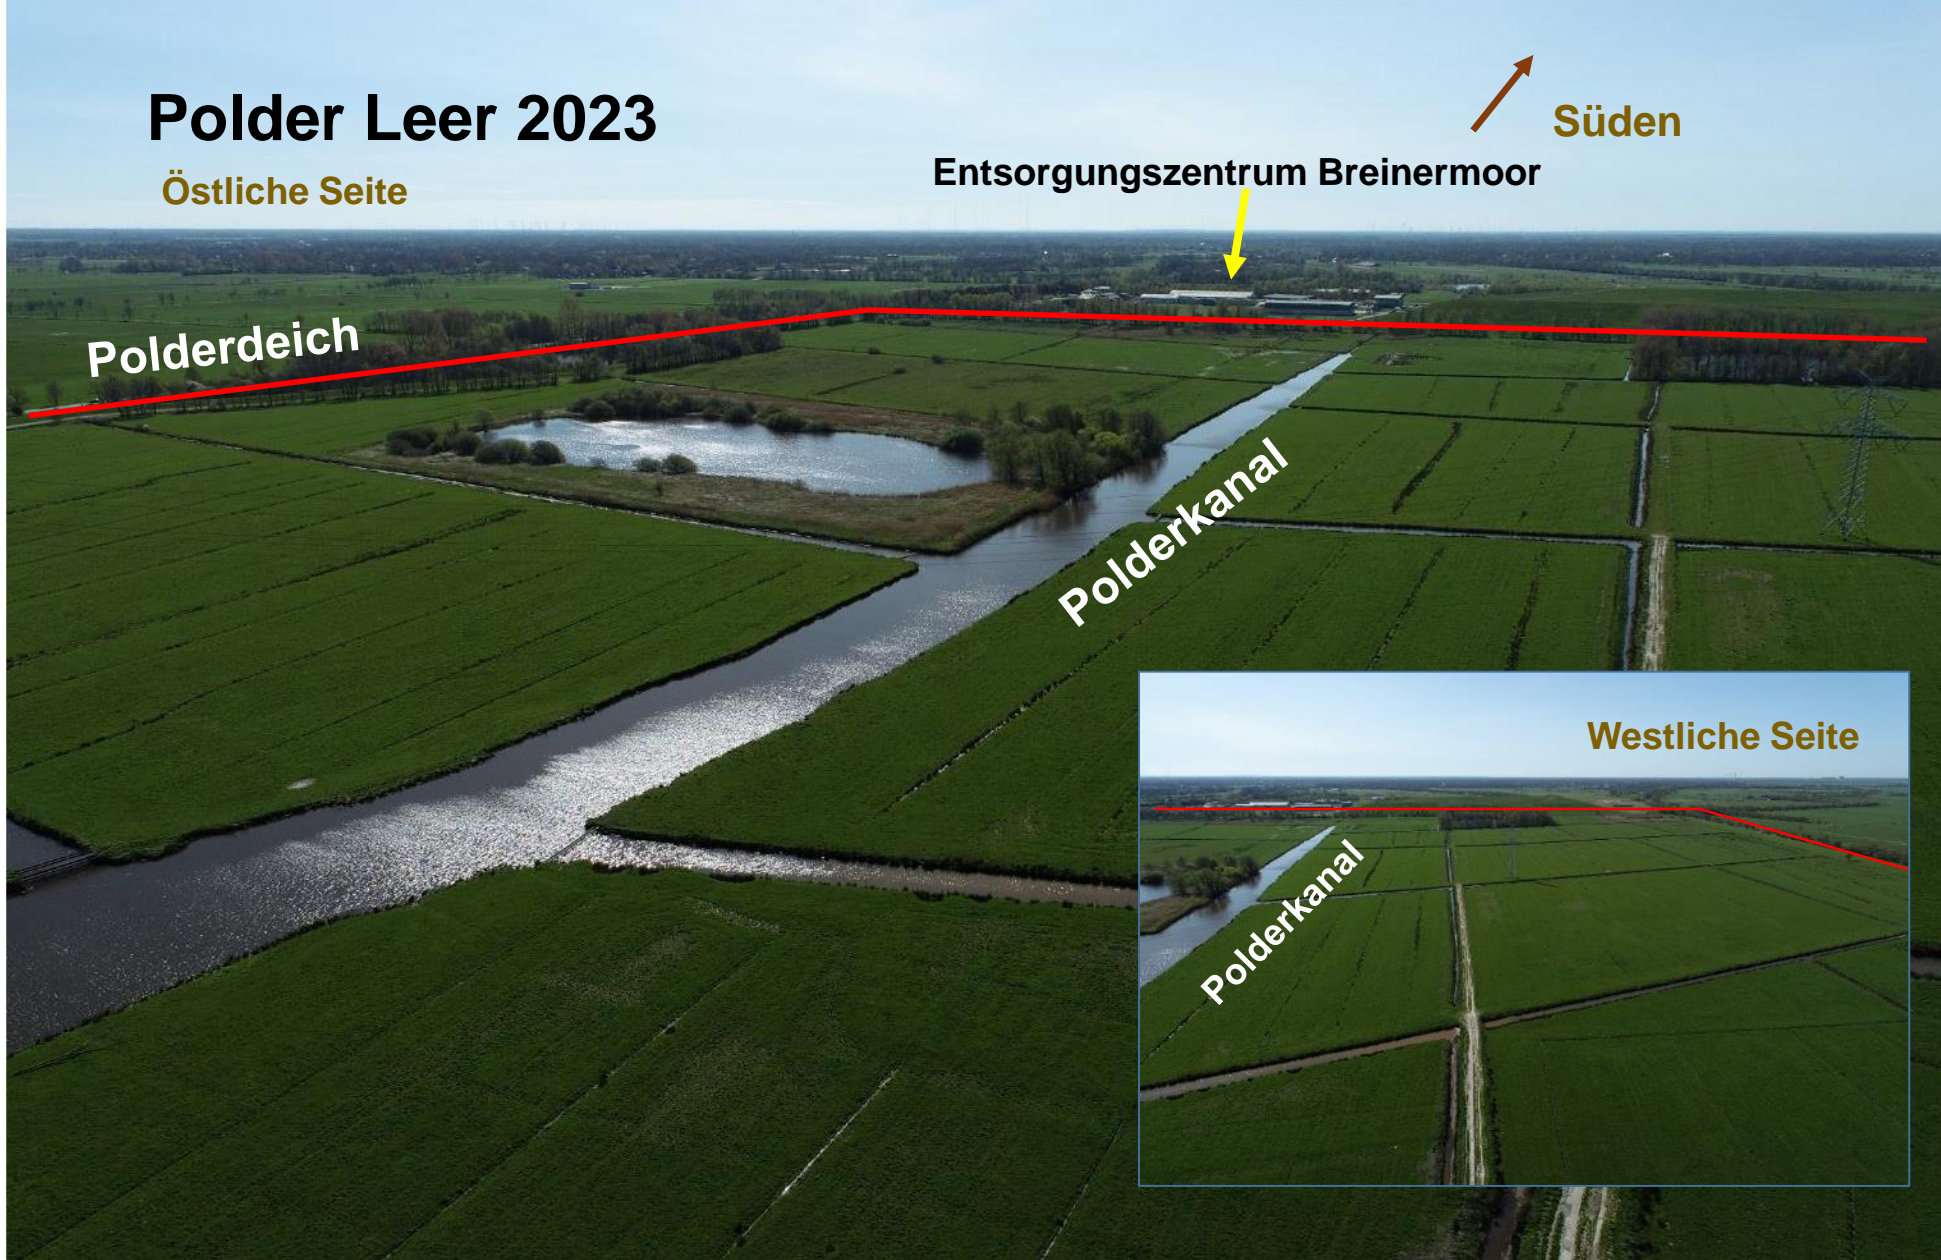 Polder Leer 2023
Östliche Seite
Süden
Entsorgungszentrum Breinermoor
Polderdeich
Polderkanal
Westliche Seite
Polderkanal